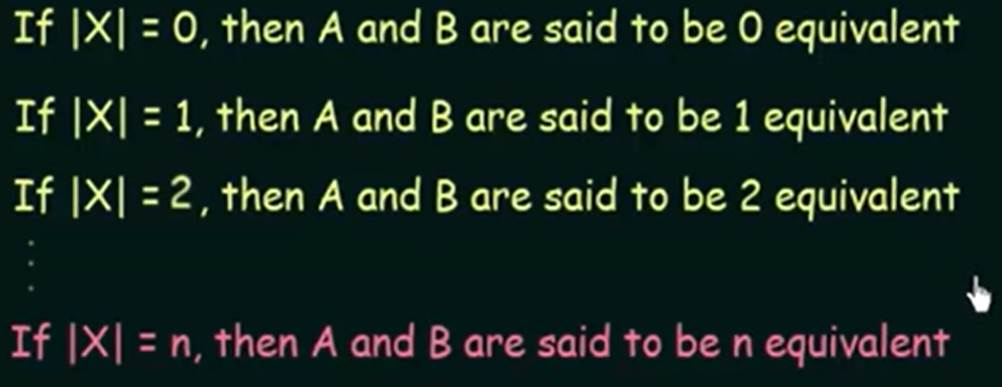 If |X| = 0, then A and B are said to be 0 equivalent
If |X| = 1, then A and B are said to be 1 equivalent
If |X| = 2, then A and B are said to be 2 equivalent
⋮
If |X| = n, then A and B are said to be n equivalent